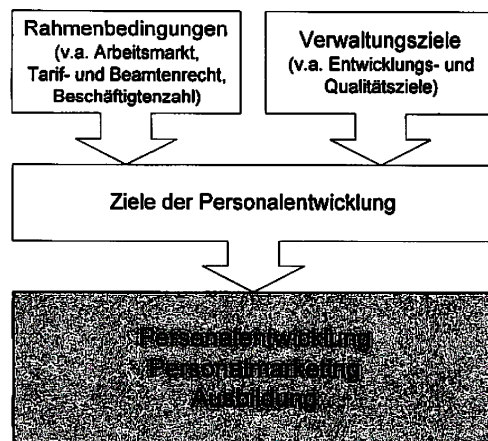 Rahmenbedingungen
(v.a. Arbeitsmarkt,
Tarif- und Beamtenrecht,
Beschäftigtenzahl)
Verwaltungsziele
(v.a. Entwicklungs- und
Qualitätsziele)
Ziele der Personalentwicklung
Personalentwicklung
Personalmarketing
Ausbildung